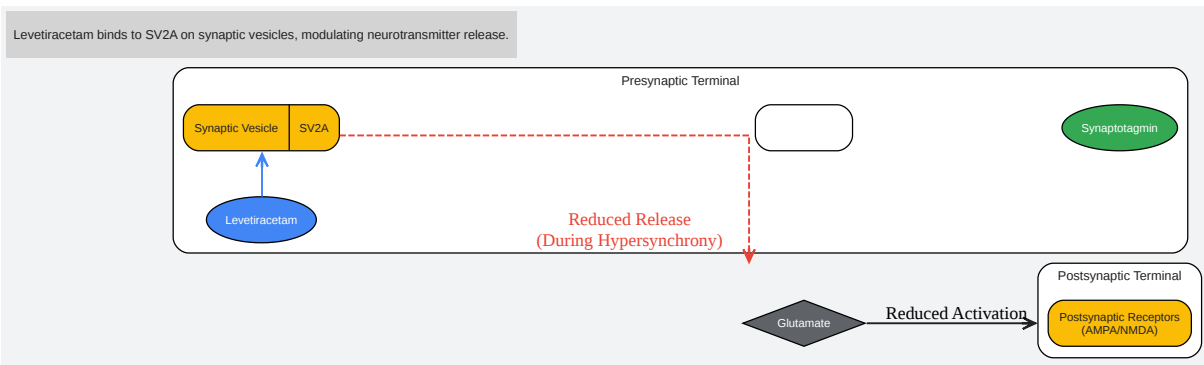 Levetiracetam binds to SV2A on synaptic vesicles, modulating neurotransmitter release.
Presynaptic Terminal
Synaptic Vesicle
SV2A
Synaptotagmin
Levetiracetam
Reduced Release
(During Hypersynchrony)
Postsynaptic Terminal
Glutamate
Reduced Activation
Postsynaptic Receptors
(AMPA/NMDA)